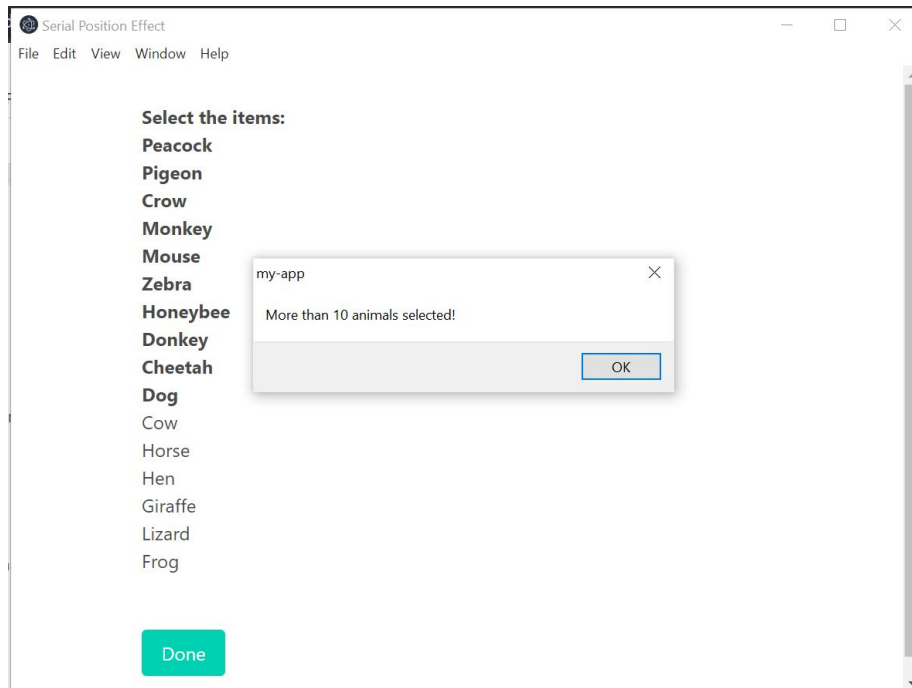 Serial Position Effect
File Edit View Window Help
Select the items:
Peacock
Pigeon
Crow
Monkey
Mouse
Zebra
Honeybee
Donkey
Cheetah
Dog
Cow
Horse
Hen
Giraffe
Lizard
Frog
my-app
More than 10 animals selected!
OK
Done